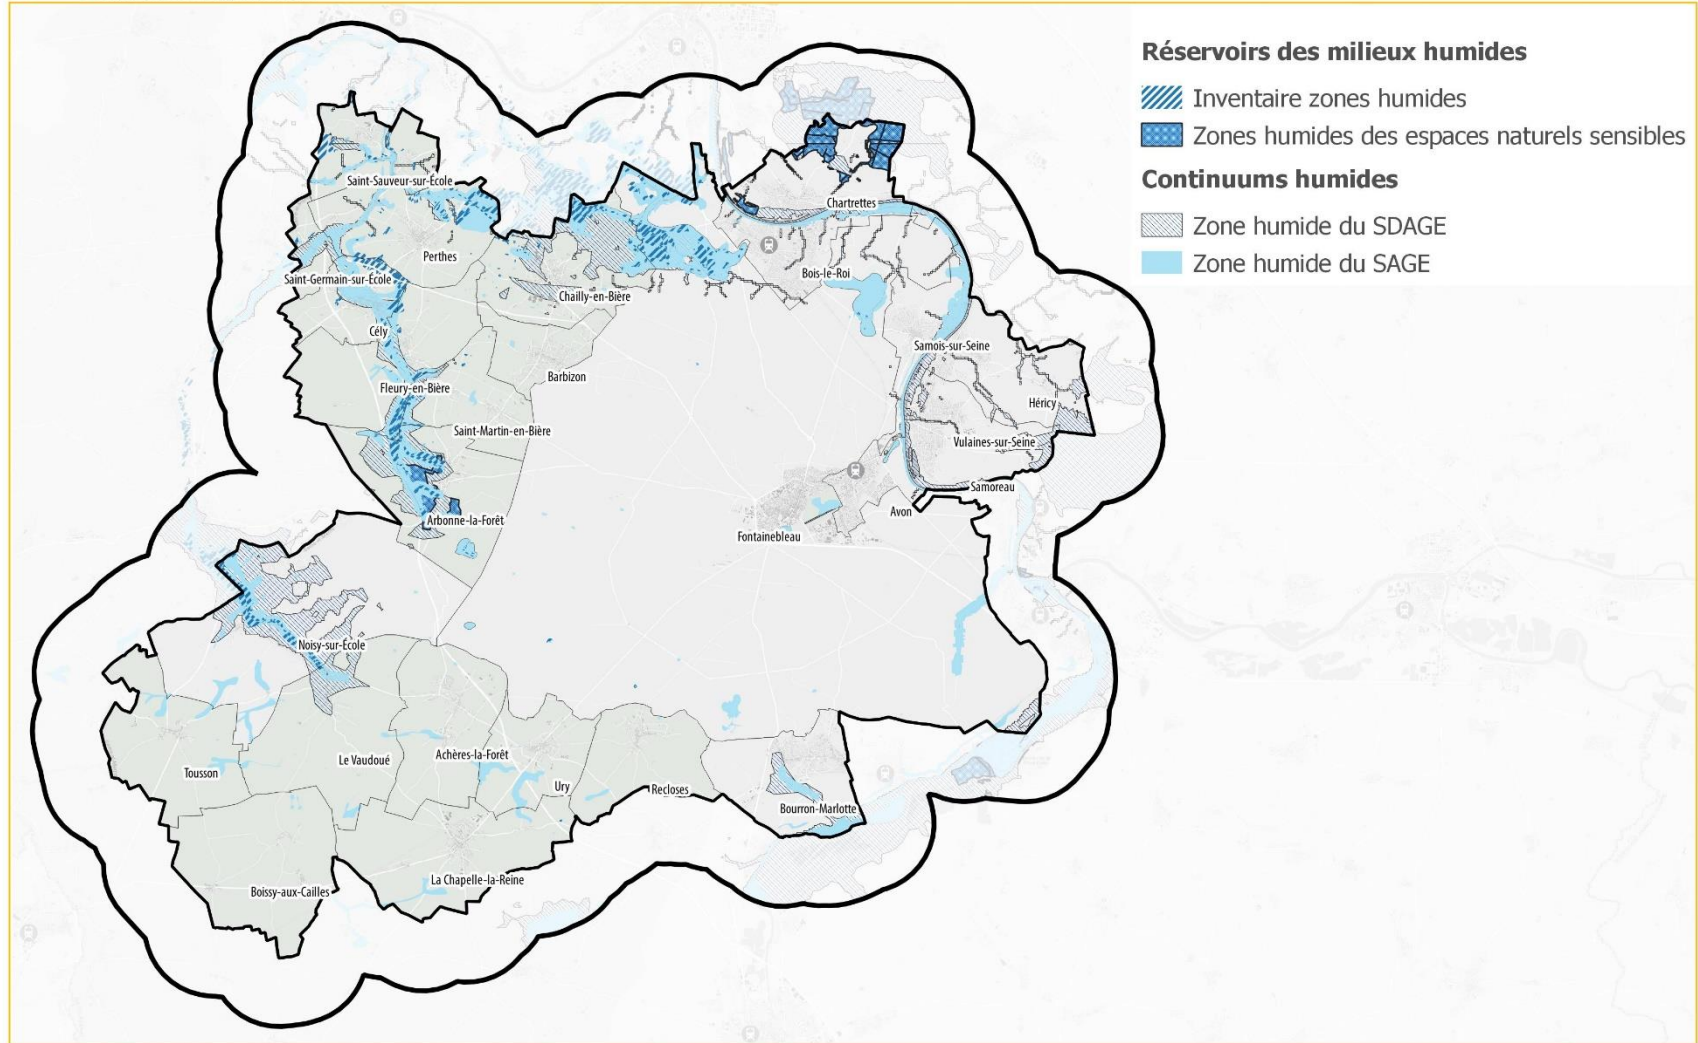 Réservoirs des milieux humides
Inventaire zones humides
Zones humides des espaces naturels sensibles
Continuums humides
Zone humide du SDAGE
Zone humide du SAGE
Saint-Sauveur-sur-École
Chartrettes
Perthes
Bois-le-Roi
Saint-Germain-sur-École
Chailly-en-Bière
Cély
Samois-sur-Seine
Barbizon
Fleury-en-Bière
Héricy
Saint-Martin-en-Bière
Vulaines-sur-Seine
Samoreau
Avon
Arbonne-la-Forêt
Fontainebleau
Noisy-sur-École
Achères-la-Forêt
Le Vaudoué
Tousson
Ury
Recloses
Bourron-Marlotte
La Chapelle-la-Reine
Boissy-aux-Cailles